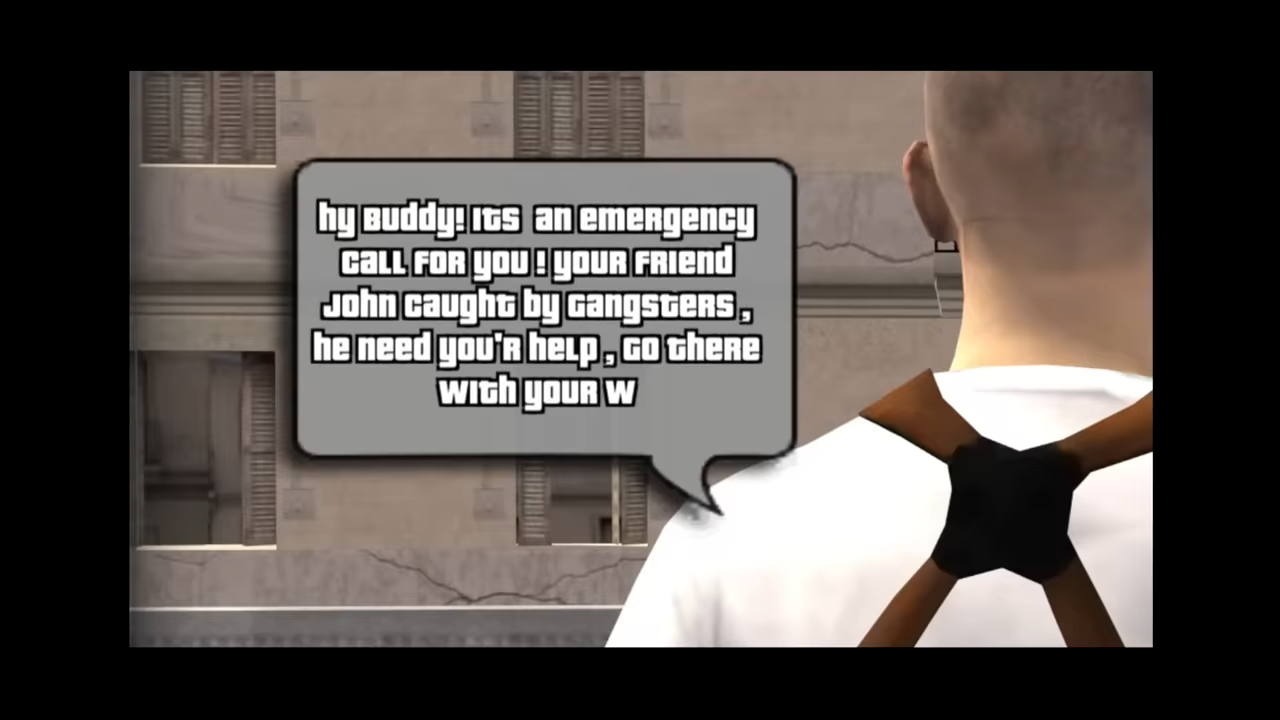 hy Buddy! Its an emergency
call for you ! your friend
John caught by gangsters ,
he need you'r help , go there
with your w